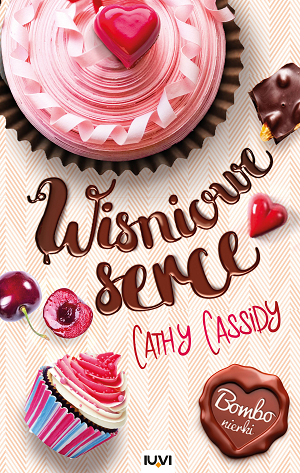 Wiśniowe
serce
CATHY CASSIDY
Bombo
nierki
IUVI